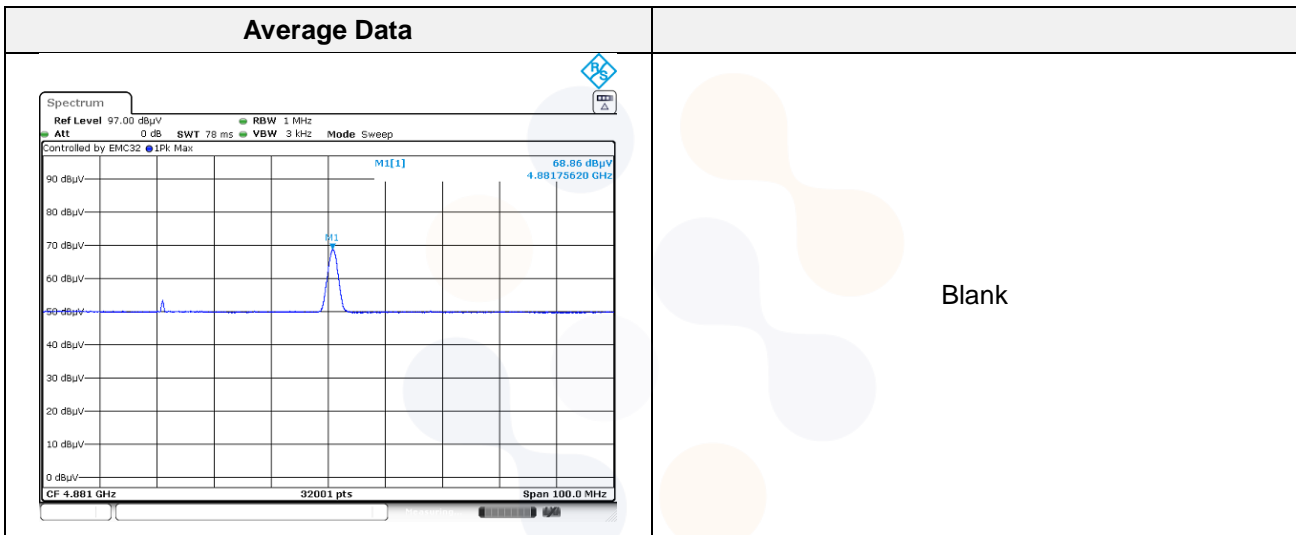 Average Data
R&S
Spectrum
Ref Level 97.00 dBµV RBW 1 MHz
Att 0 dB SWT 78 ms VBW 3 kHz Mode Sweep
Controlled by EMC32 1Pk Max
M1[1] 68.86 dBµV
4.88175620 GHz
90 dBµV
80 dBµV
M1
70 dBµV
60 dBµV
50 dBµV
40 dBµV
30 dBµV
20 dBµV
10 dBµV
0 dBµV
CF 4.881 GHz 32001 pts Span 100.0 MHz
Blank